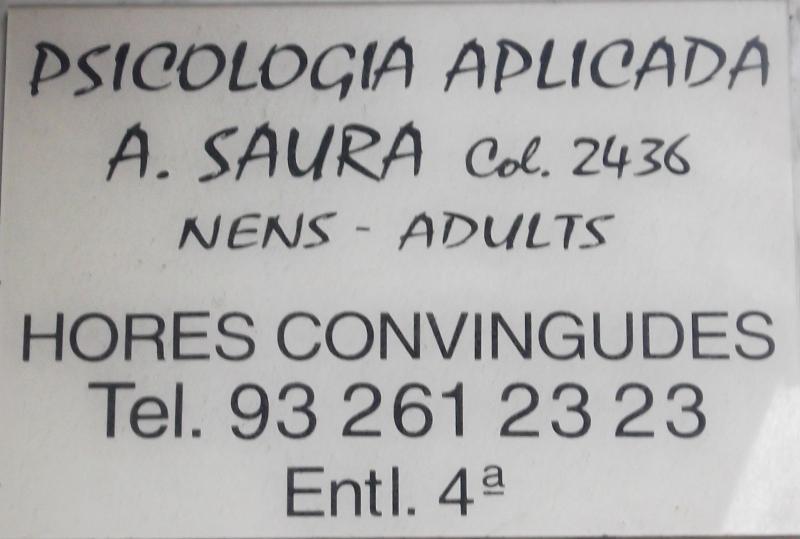 PSICOLOGIA APLICADA
A. SAURA Col. 2436
NENS - ADULTS
HORES CONVINGUDES
Tel. 93 261 23 23
Entl. 4ª